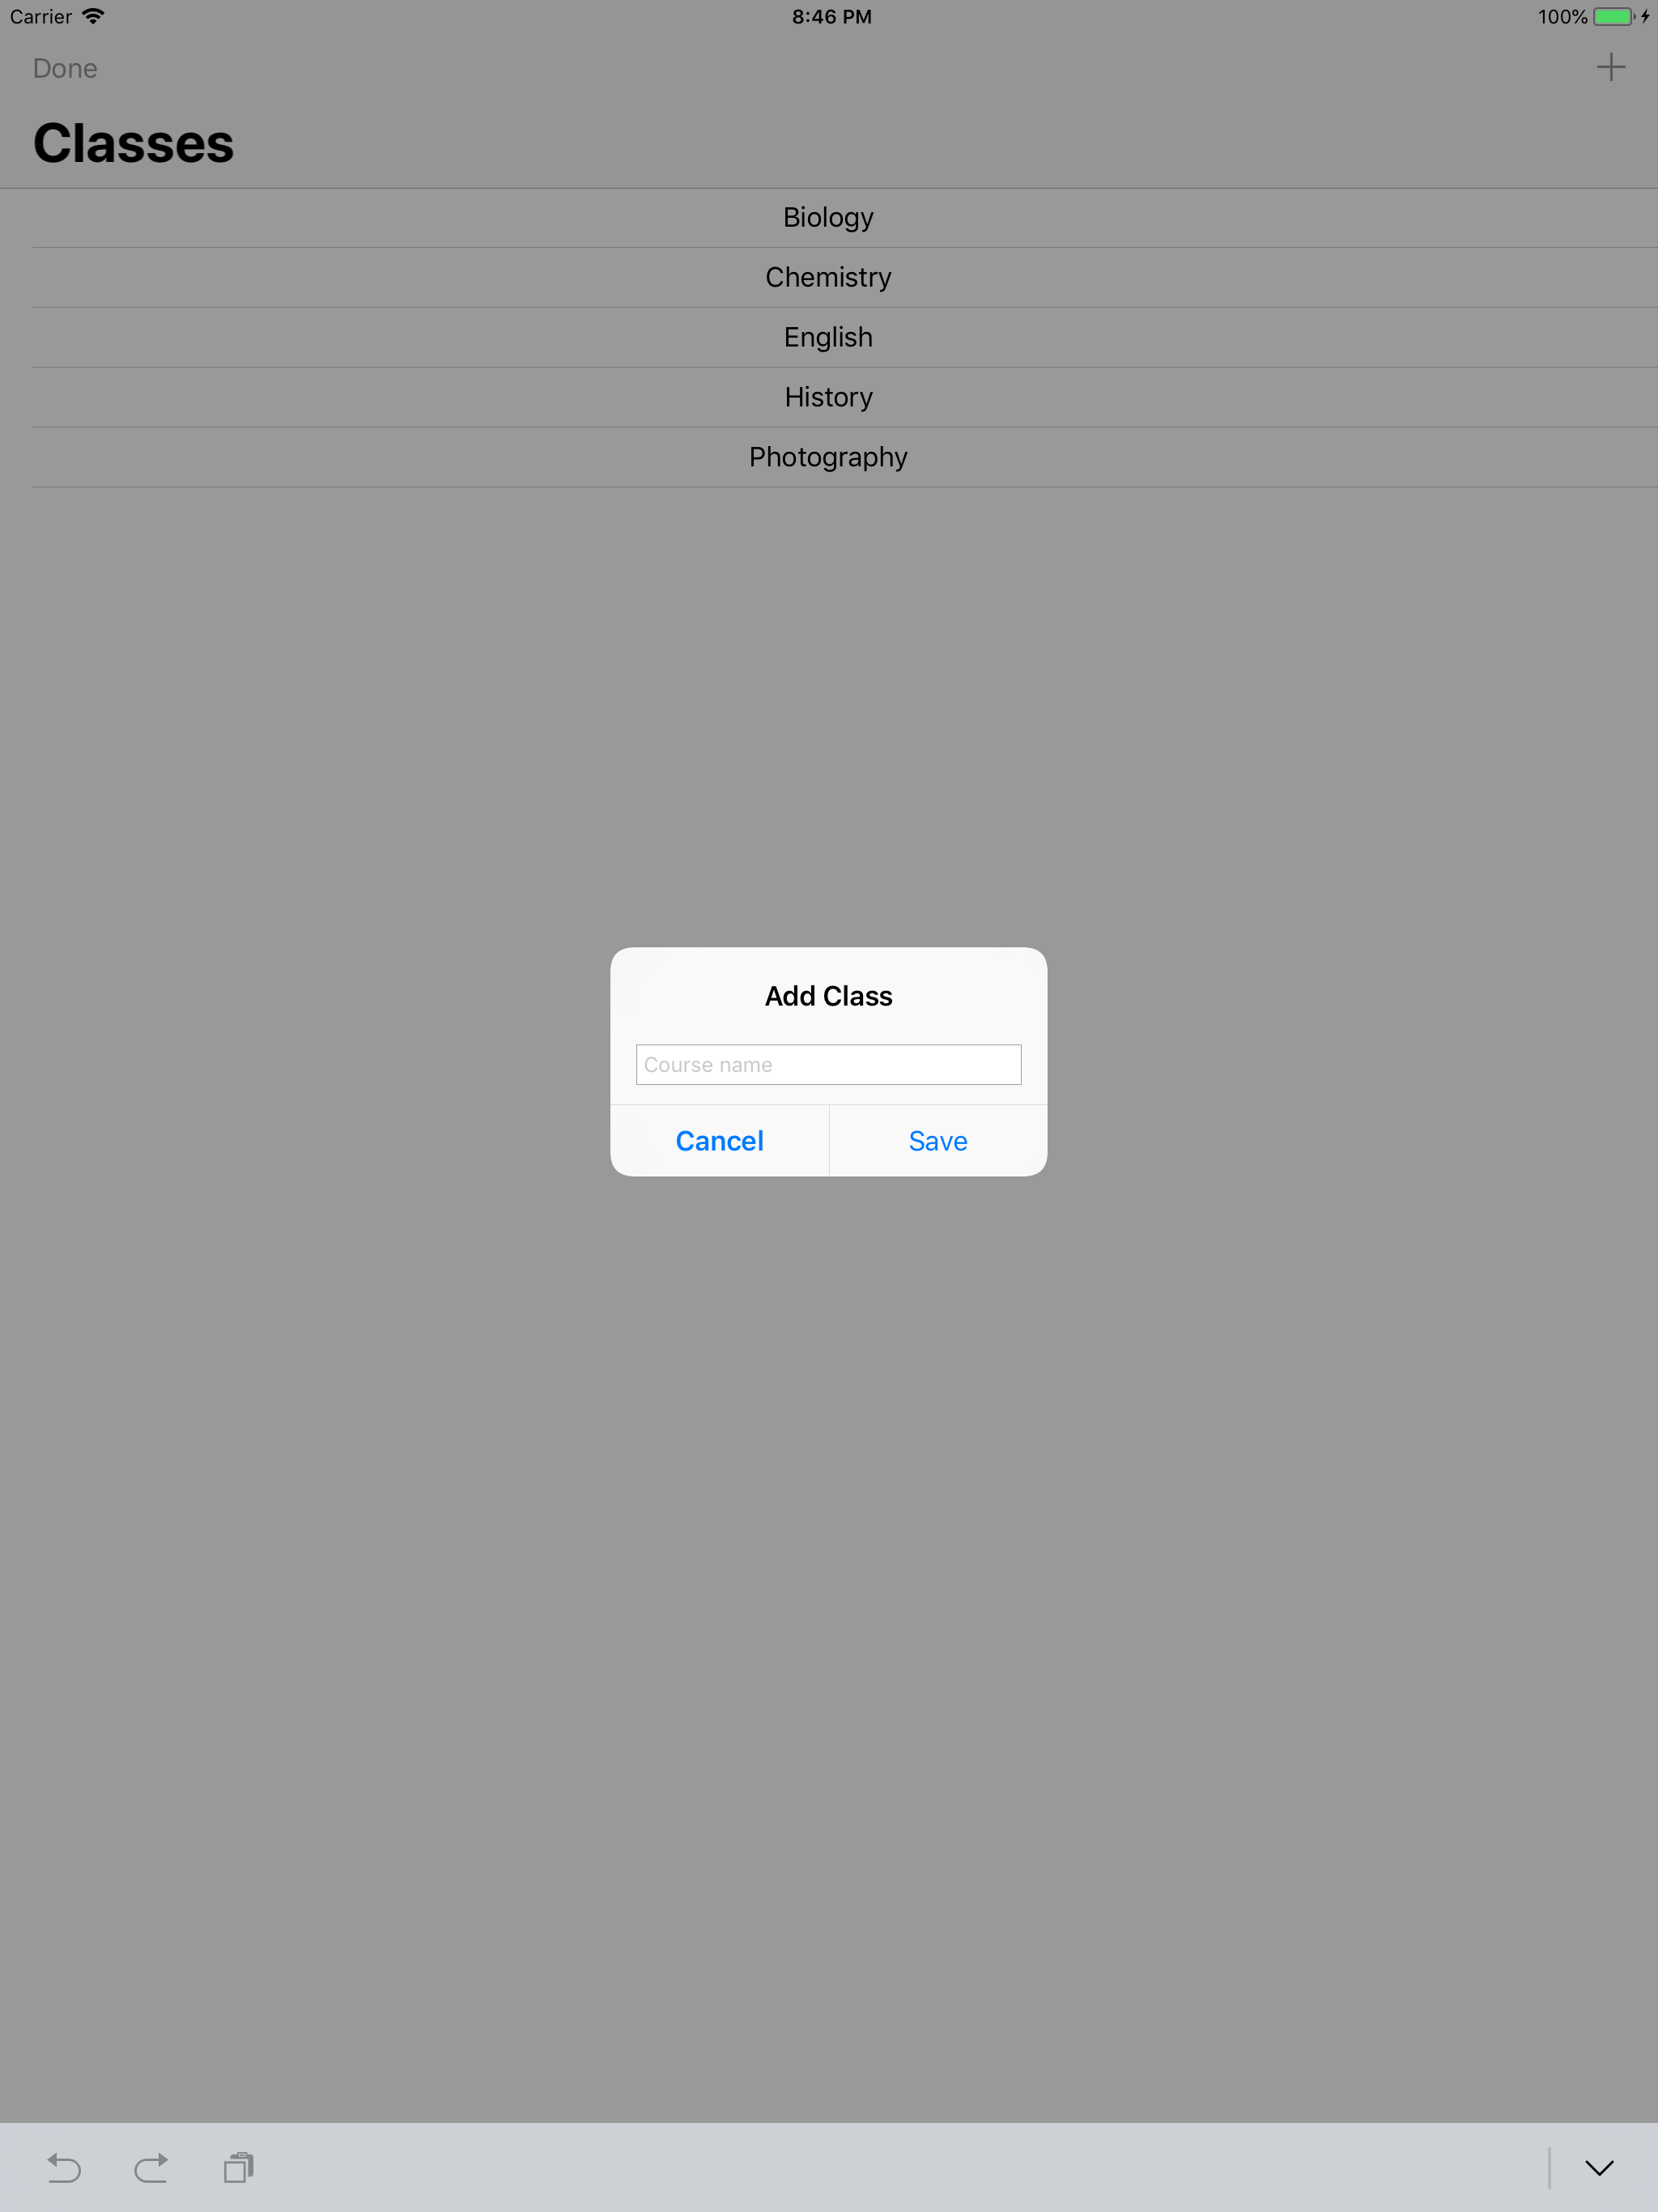 Carrier 8:46 PM 100%
Done
Classes
Biology
Chemistry
English
History
Photography
Add Class
Course name
Cancel Save